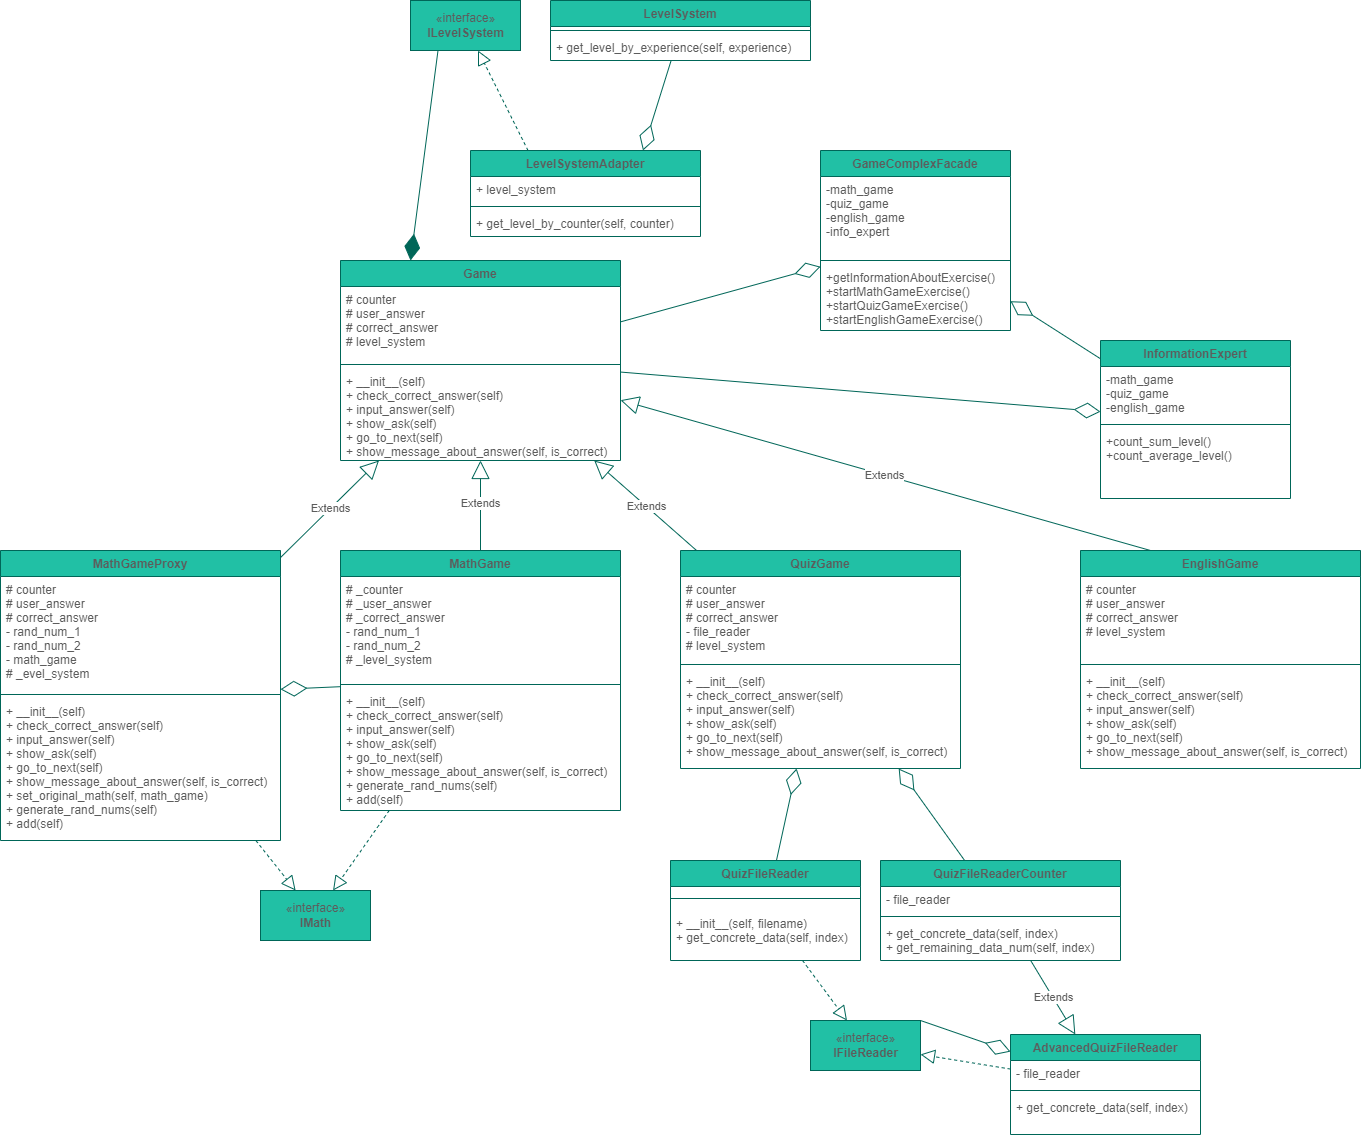 «interface»
ILevelSystem
LevelSystem
+ get_level_by_experience(self, experience)
LevelSystemAdapter
+ level_system
+ get_level_by_counter(self, counter)
GameComplexFacade
-math_game
-quiz_game
-english_game
-info_expert
+getInformationAboutExercise()
+startMathGameExercise()
+startQuizGameExercise()
+startEnglishGameExercise()
Game
# counter
# user_answer
# correct_answer
# level_system
+ __init__(self)
+ check_correct_answer(self)
+ input_answer(self)
+ show_ask(self)
+ go_to_next(self)
+ show_message_about_answer(self, is_correct)
InformationExpert
-math_game
-quiz_game
-english_game
+count_sum_level()
+count_average_level()
Extends
Extends
Extends
Extends
MathGameProxy
# counter
# user_answer
# correct_answer
- rand_num_1
- rand_num_2
- math_game
# _evel_system
+ __init__(self)
+ check_correct_answer(self)
+ input_answer(self)
+ show_ask(self)
+ go_to_next(self)
+ show_message_about_answer(self, is_correct)
+ set_original_math(self, math_game)
+ generate_rand_nums(self)
+ add(self)
MathGame
# _counter
# _user_answer
# _correct_answer
- rand_num_1
- rand_num_2
# _level_system
+ __init__(self)
+ check_correct_answer(self)
+ input_answer(self)
+ show_ask(self)
+ go_to_next(self)
+ show_message_about_answer(self, is_correct)
+ generate_rand_nums(self)
+ add(self)
QuizGame
# counter
# user_answer
# correct_answer
- file_reader
# level_system
+ __init__(self)
+ check_correct_answer(self)
+ input_answer(self)
+ show_ask(self)
+ go_to_next(self)
+ show_message_about_answer(self, is_correct)
EnglishGame
# counter
# user_answer
# correct_answer
# level_system
+ __init__(self)
+ check_correct_answer(self)
+ input_answer(self)
+ show_ask(self)
+ go_to_next(self)
+ show_message_about_answer(self, is_correct)
«interface»
IMath
QuizFileReader
+ __init__(self, filename)
+ get_concrete_data(self, index)
QuizFileReaderCounter
- file_reader
+ get_concrete_data(self, index)
+ get_remaining_data_num(self, index)
Extends
«interface»
IFileReader
AdvancedQuizFileReader
- file_reader
+ get_concrete_data(self, index)